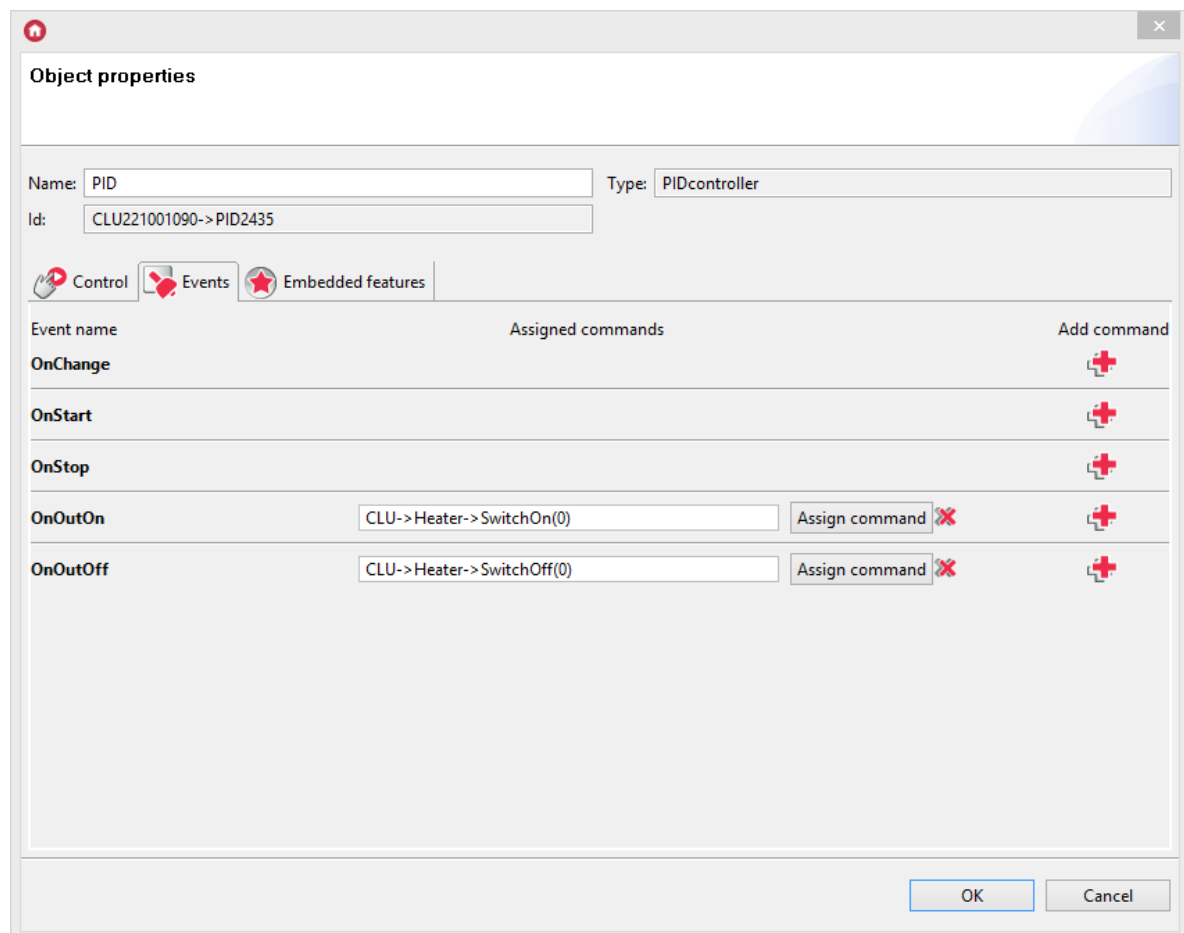 Object properties
Name: PID Type: PIDcontroller
Id: CLU221001090->PID2435
Control Events Embedded features
Event name Assigned commands Add command
OnChange
OnStart
OnStop
OnOutOn CLU->Heater->SwitchOn(0) Assign command
OnOutOff CLU->Heater->SwitchOff(0) Assign command
OK Cancel